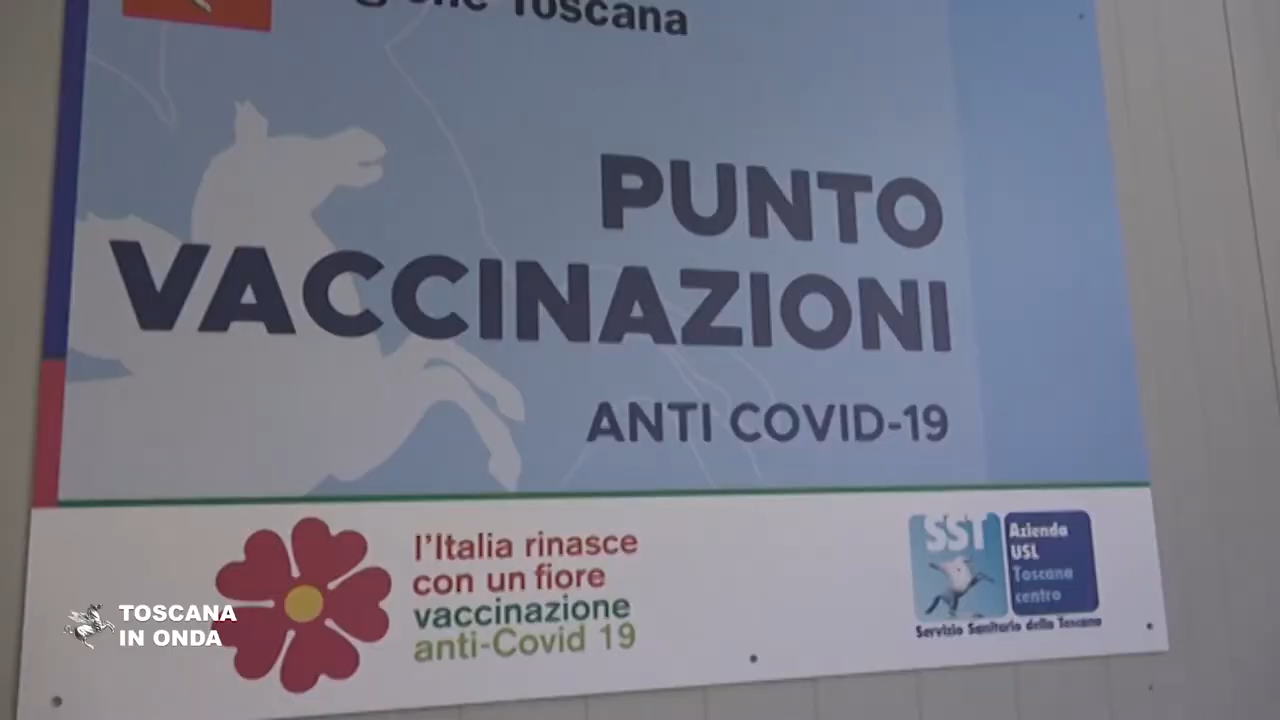 Toscana
PUNTO
VACCINAZIONI
ANTI COVID-19
l'Italia rinasce
con un fiore
vaccinazione
anti-Covid 19
SST
Azienda
USL
Toscana
centro
Servizio Sanitario della Toscana
TOSCANA
IN ONDA